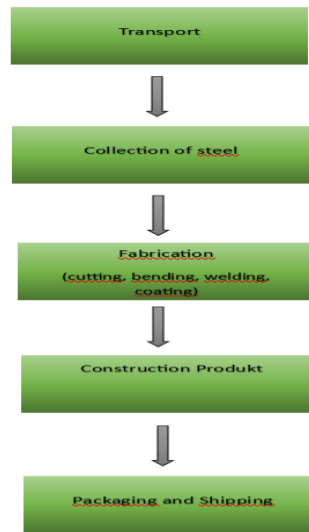 Transport
Collection of steel
Fabrication
(cutting, bending, welding,
coating)
Construction Produkt
Packaging and Shipping